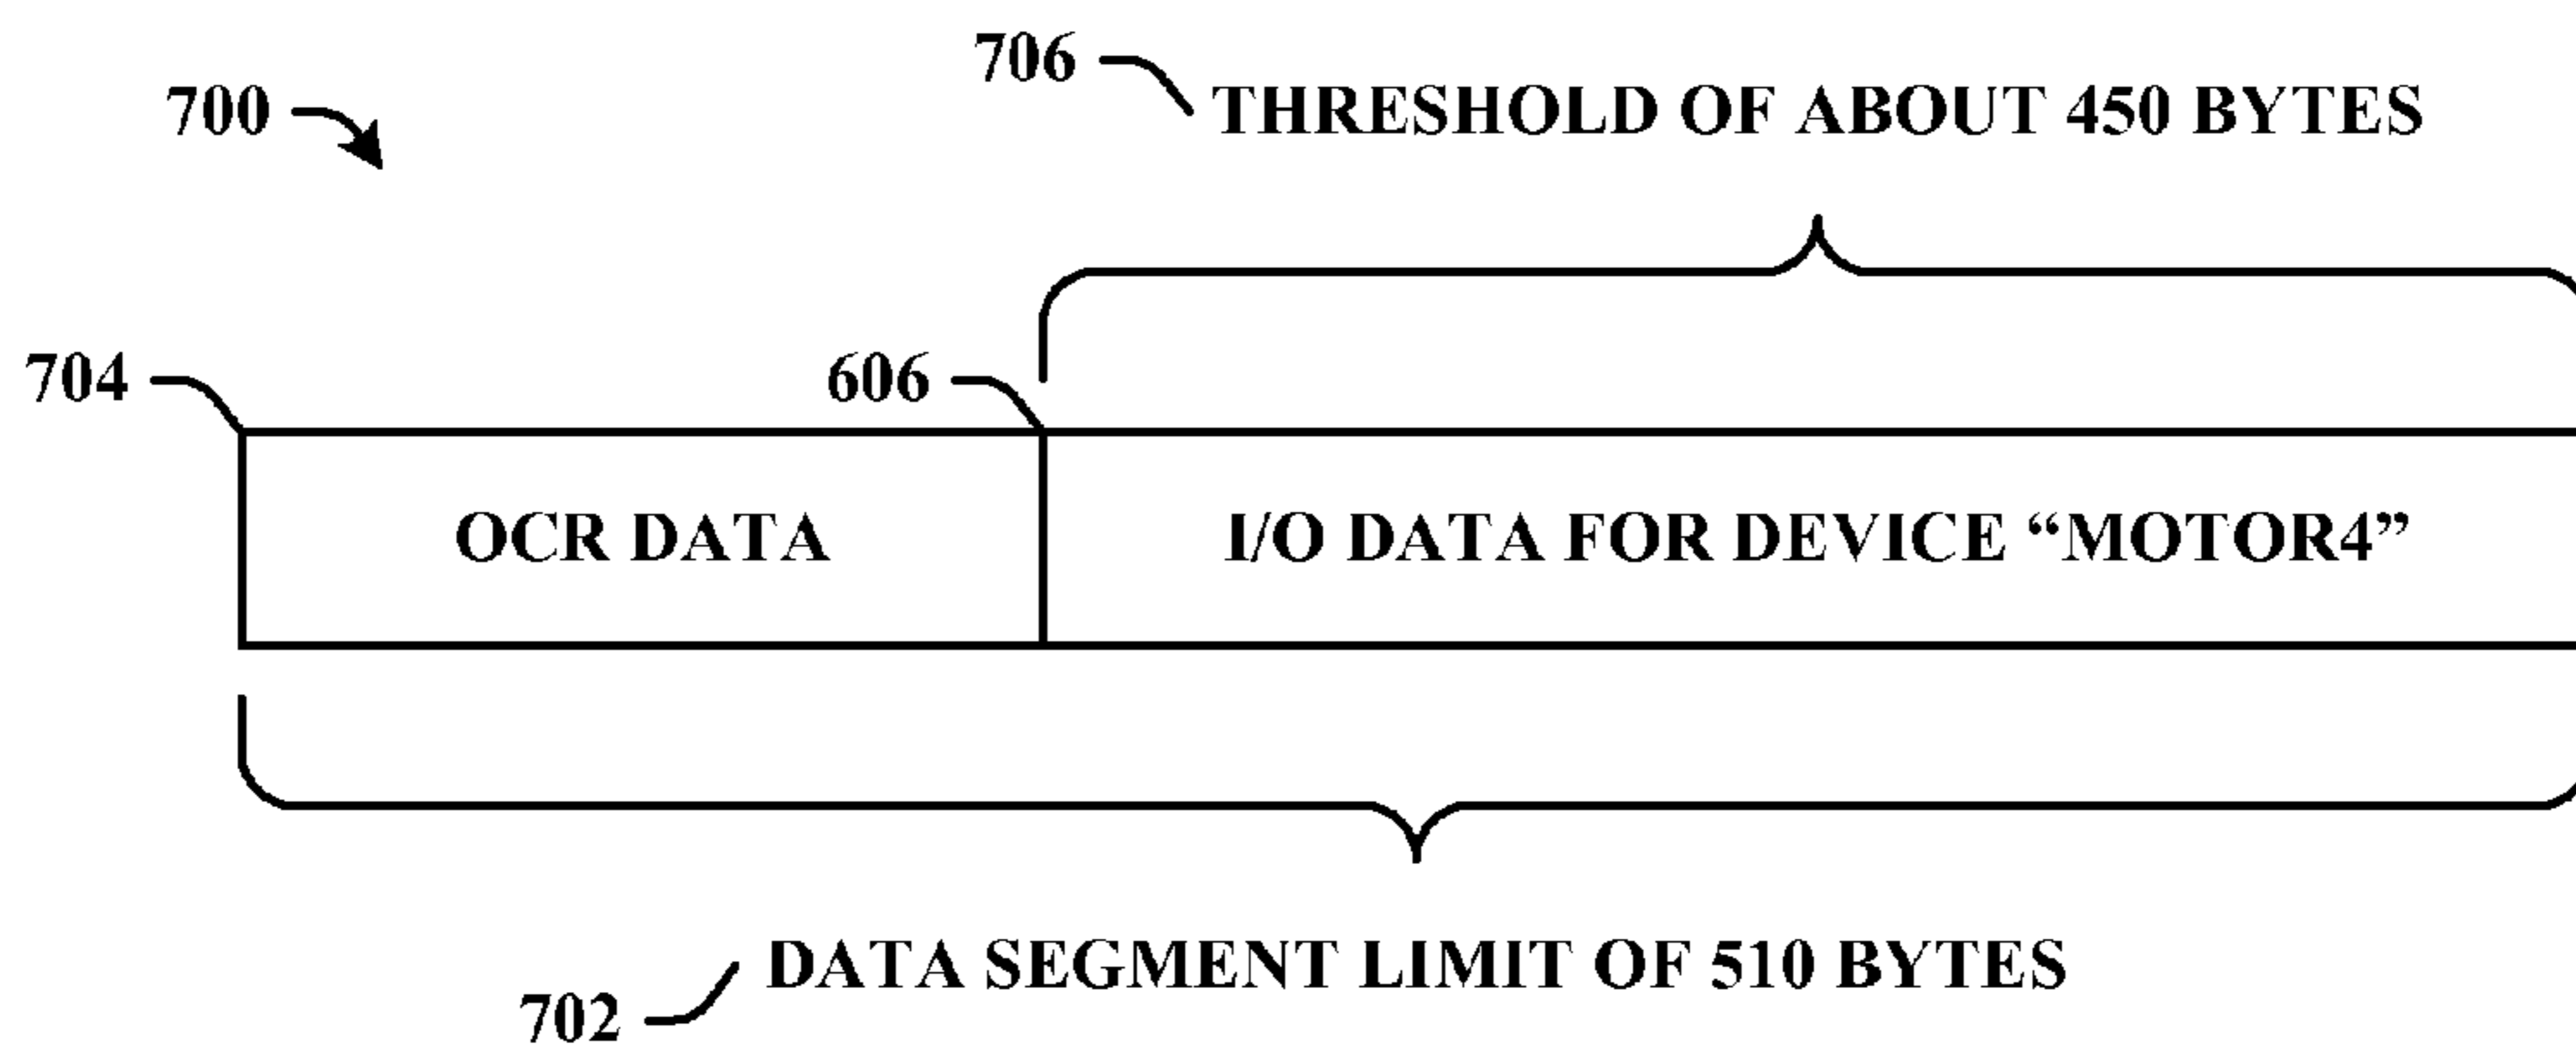 706
THRESHOLD OF ABOUT 450 BYTES
700
704
606
OCR DATA
I/O DATA FOR DEVICE “MOTOR4”
DATA SEGMENT LIMIT OF 510 BYTES
702